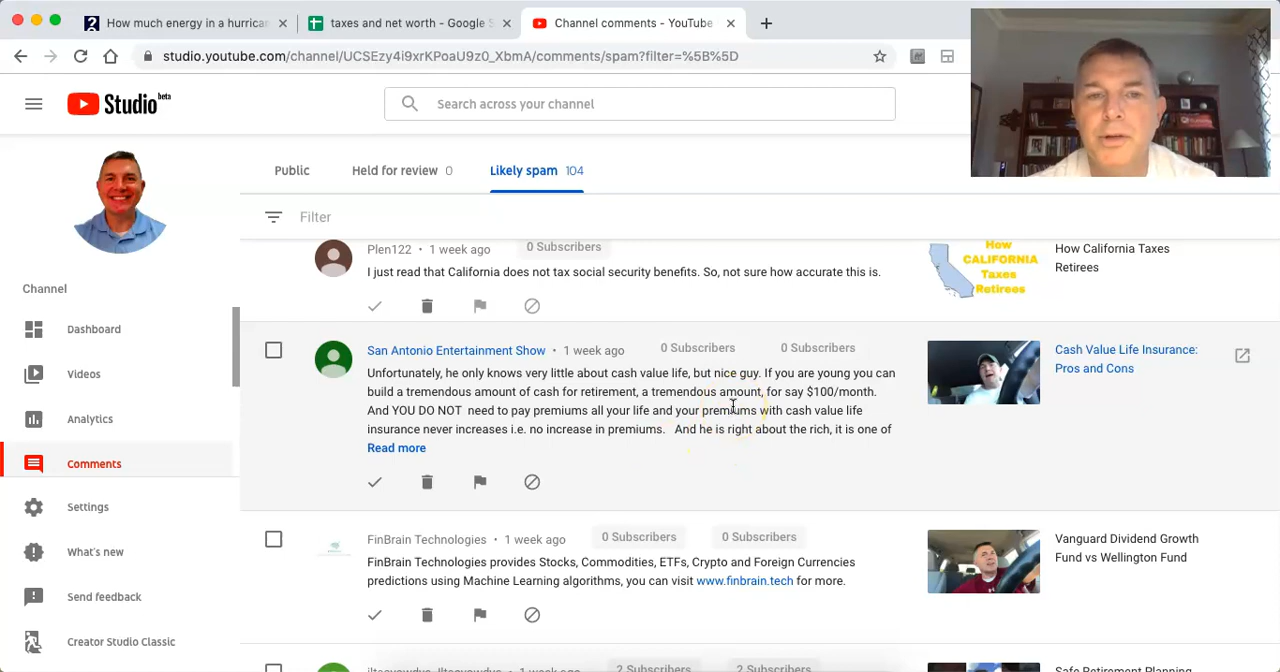 How much energy in a hurrican
taxes and net worth - Google S
Channel comments - YouTube
studio.youtube.com/channel/UCSEzy4i9xrKPoaU9z0_XbmA/comments/spam?filter=%5B%5D
Studio beta
Search across your channel
Public
Held for review 0
Likely spam 104
Filter
Channel
Dashboard
Videos
Analytics
Comments
Settings
What's new
Send feedback
Creator Studio Classic
Plen122 • 1 week ago
0 Subscribers
I just read that California does not tax social security benefits. So, not sure how accurate this is.
How
CALIFORNIA
Taxes
Retirees
How California Taxes
Retirees
San Antonio Entertainment Show • 1 week ago
0 Subscribers
0 Subscribers
Unfortunately, he only knows very little about cash value life, but nice guy. If you are young you can
build a tremendous amount of cash for retirement, a tremendous amount, for say $100/month.
And YOU DO NOT need to pay premiums all your life and your premiums with cash value life
insurance never increases i.e. no increase in premiums. And he is right about the rich, it is one of
Read more
Cash Value Life Insurance:
Pros and Cons
FinBrain Technologies • 1 week ago
0 Subscribers
0 Subscribers
FinBrain Technologies provides Stocks, Commodities, ETFs, Crypto and Foreign Currencies
predictions using Machine Learning algorithms, you can visit www.finbrain.tech for more.
Vanguard Dividend Growth
Fund vs Wellington Fund
1 week ago
2 Subscribers
2 Subscribers
Safe Retirement Planning